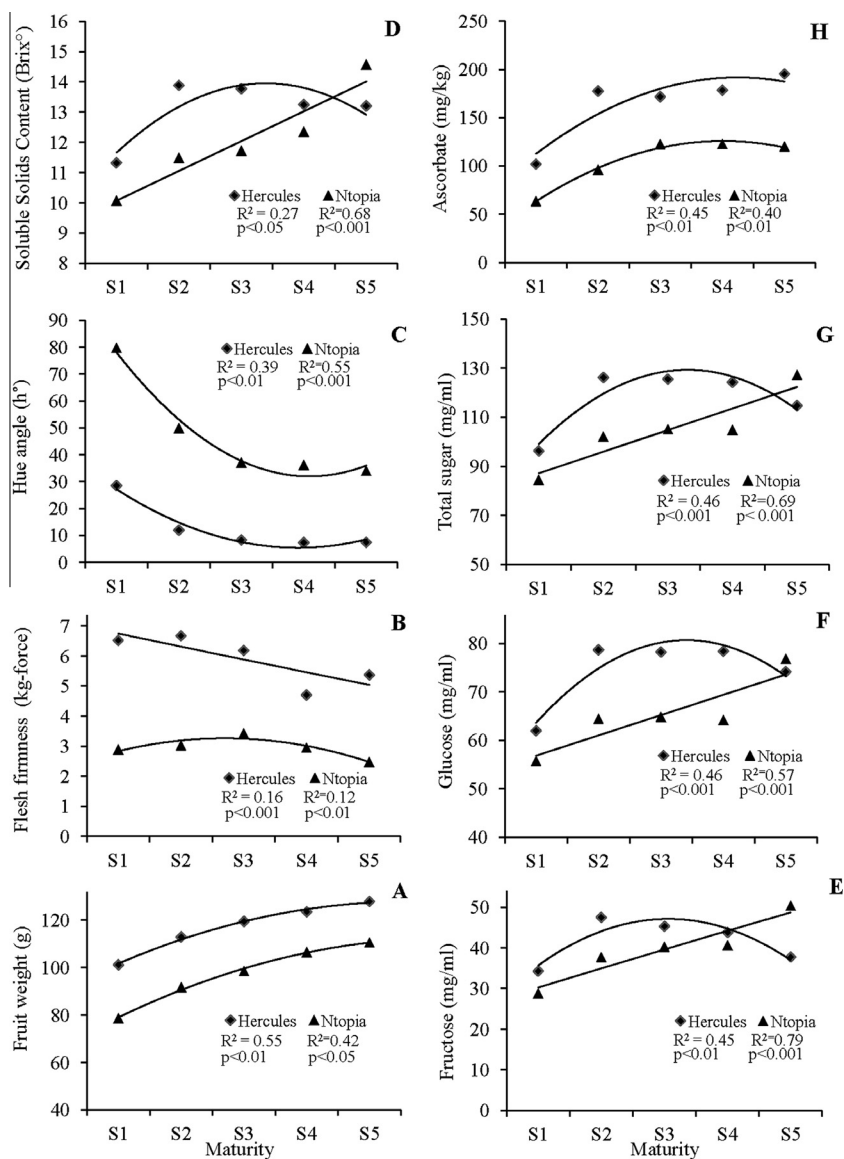 D
Soluble Solids Content (Brix°)
16
15
14
13
12
11
10
9
8
Hercules Ntopia
R² = 0.27 R²=0.68
p<0.05 p<0.001
S1 S2 S3 S4 S5
C
Hue angle (h°)
90
80
70
60
50
40
30
20
10
0
Hercules Ntopia
R² = 0.39 R²=0.55
p<0.01 p<0.001
S1 S2 S3 S4 S5
B
Flesh firmness (kg-force)
7
6
5
4
3
2
1
0
Hercules Ntopia
R² = 0.16 R²=0.12
p<0.001 p<0.01
S1 S2 S3 S4 S5
A
Fruit weight (g)
120
100
80
60
40
Hercules Ntopia
R² = 0.55 R²=0.42
p<0.01 p<0.05
S1 S2 S3 S4 S5
Maturity
H
Ascorbate (mg/kg)
250
200
150
100
50
0
Hercules Ntopia
R² = 0.45 R²=0.40
p<0.01 p<0.01
S1 S2 S3 S4 S5
G
Total sugar (mg/ml)
150
130
110
90
70
50
Hercules Ntopia
R² = 0.46 R²=0.69
p<0.001 p< 0.001
S1 S2 S3 S4 S5
F
Glucose (mg/ml)
80
70
60
50
40
Hercules Ntopia
R² = 0.46 R²=0.57
p<0.001 p<0.001
S1 S2 S3 S4 S5
E
Fructose (mg/ml)
50
40
30
20
10
0
Hercules Ntopia
R² = 0.45 R²=0.79
p<0.01 p<0.001
S1 S2 S3 S4 S5
Maturity